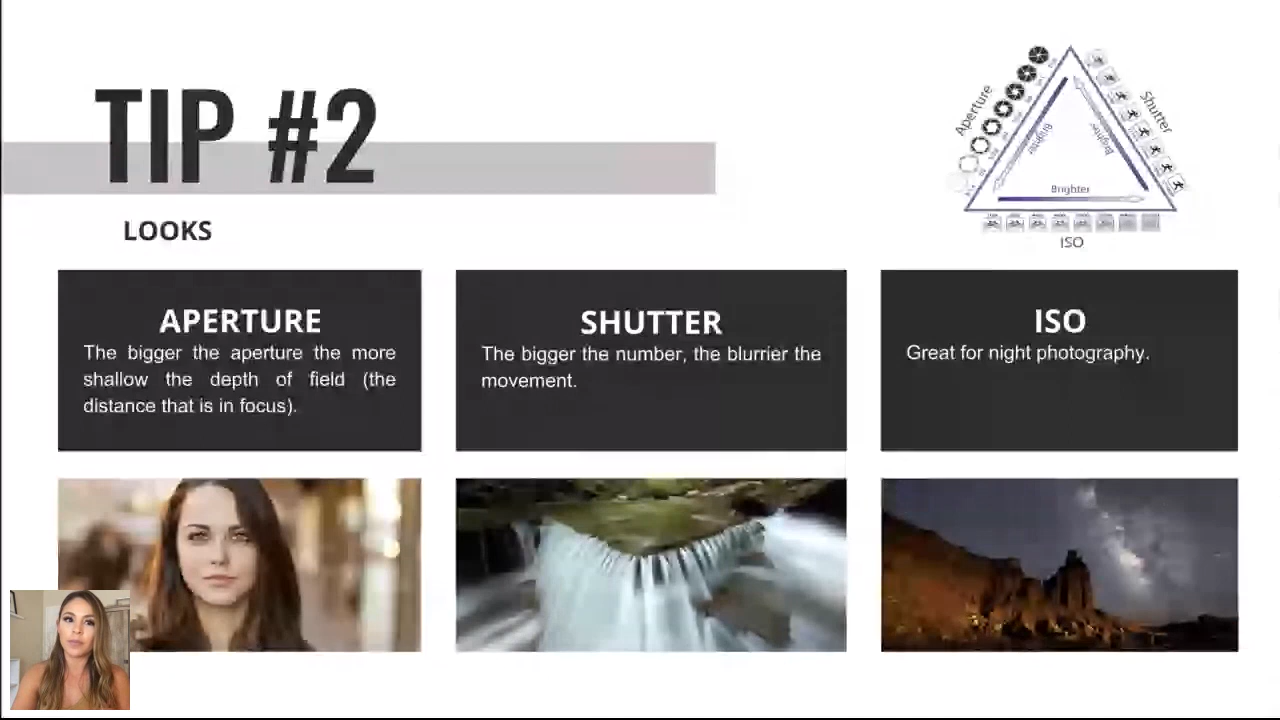 TIP #2
LOOKS
Aperture
Shutter
Brighter
Brighter
Brighter
ISO
APERTURE
The bigger the aperture the more
shallow the depth of field (the
distance that is in focus).
SHUTTER
The bigger the number, the blurrier the
movement.
ISO
Great for night photography.